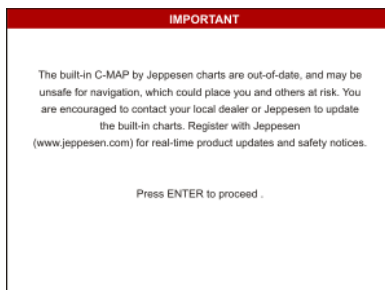 IMPORTANT
The built-in C-MAP by Jeppesen charts are out-of-date, and may be
unsafe for navigation, which could place you and others at risk. You
are encouraged to contact your local dealer or Jeppesen to update
the built-in charts. Register with Jeppesen
(www.jeppesen.com) for real-time product updates and safety notices.
Press ENTER to proceed .